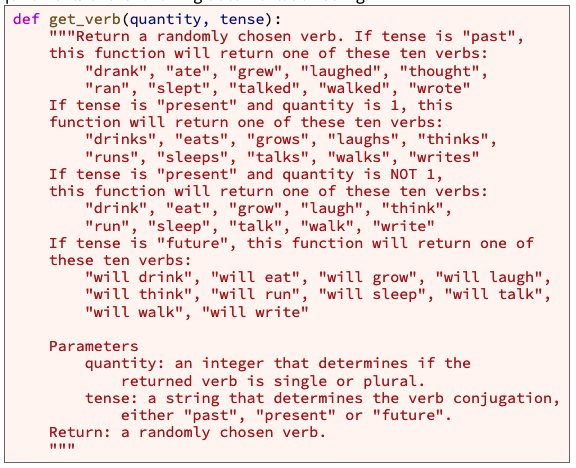 def get_verb(quantity, tense):
    """Return a randomly chosen verb. If tense is "past",
    this function will return one of these ten verbs:
        "drank", "ate", "grew", "laughed", "thought",
        "ran", "slept", "talked", "walked", "wrote"
    If tense is "present" and quantity is 1, this
    function will return one of these ten verbs:
        "drinks", "eats", "grows", "laughs", "thinks",
        "runs", "sleeps", "talks", "walks", "writes"
    If tense is "present" and quantity is NOT 1,
    this function will return one of these ten verbs:
        "drink", "eat", "grow", "laugh", "think",
        "run", "sleep", "talk", "walk", "write"
    If tense is "future", this function will return one of
    these ten verbs:
        "will drink", "will eat", "will grow", "will laugh",
        "will think", "will run", "will sleep", "will talk",
        "will walk", "will write"

    Parameters
        quantity: an integer that determines if the
            returned verb is single or plural.
        tense: a string that determines the verb conjugation,
            either "past", "present" or "future".
    Return: a randomly chosen verb.
    """